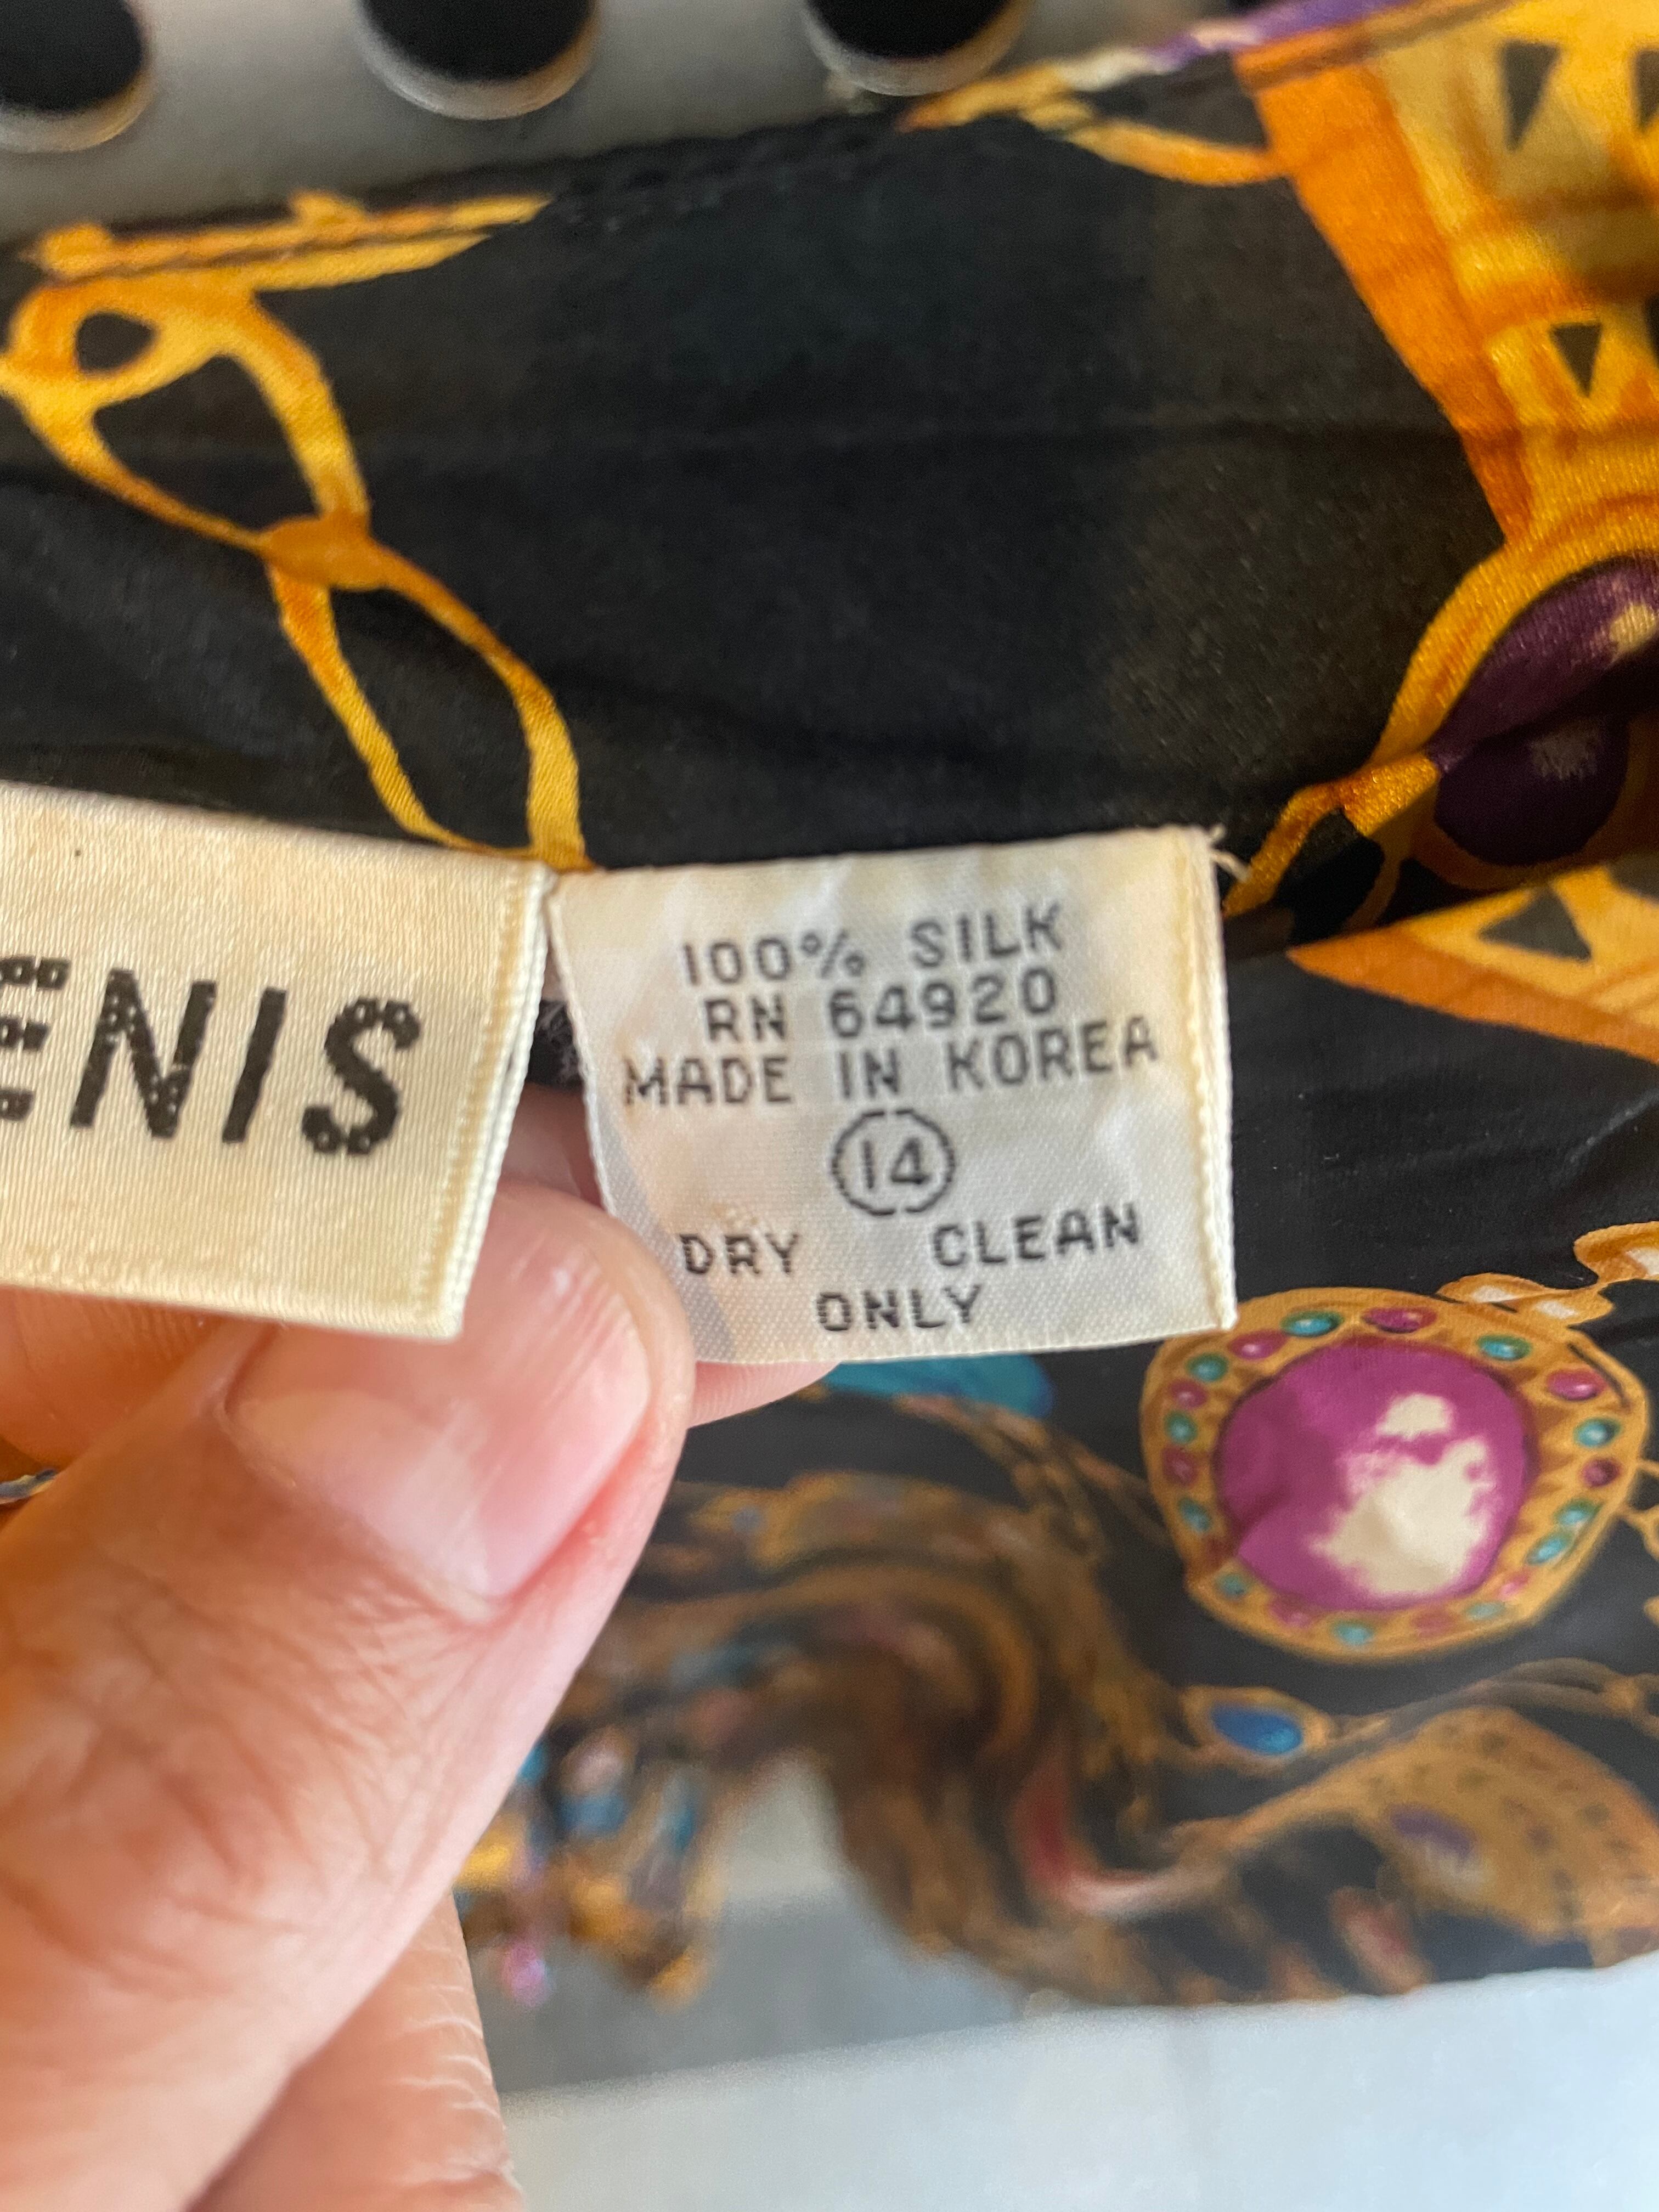 ENIS
100% SILK
RN 64920
MADE IN KOREA
14
DRY CLEAN
ONLY